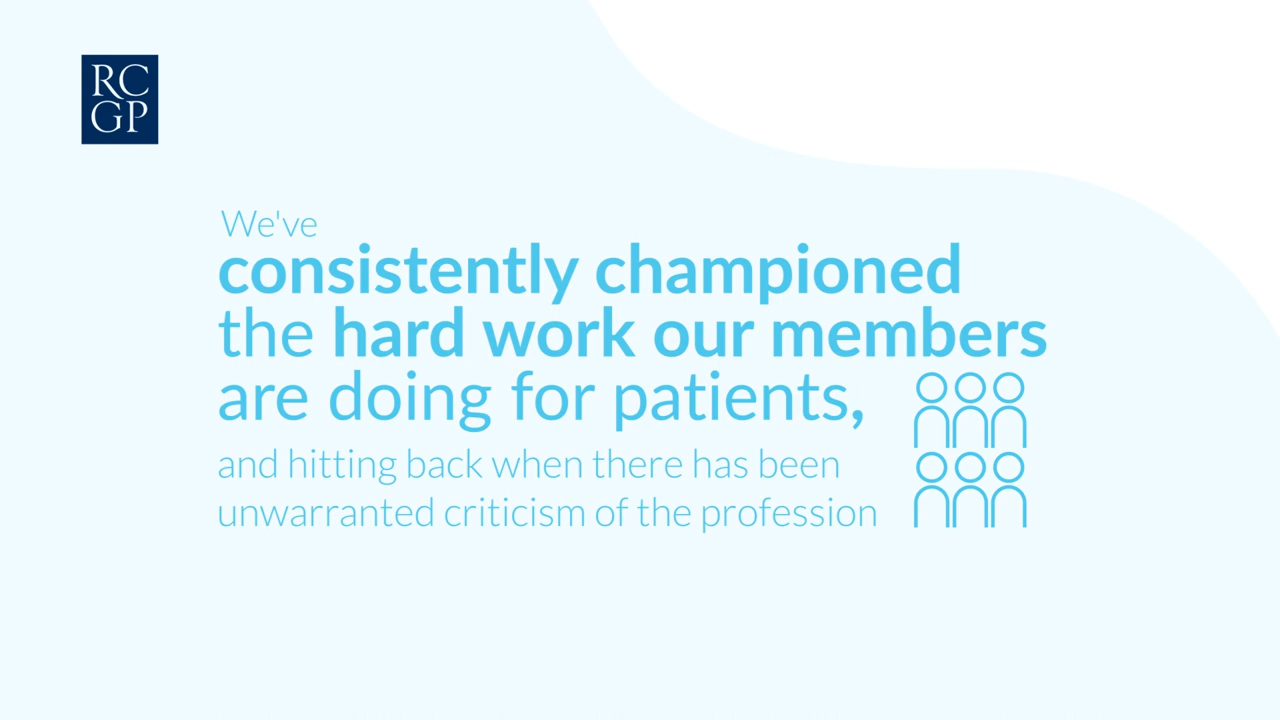 RC
GP
We've
consistently championed
the hard work our members
are doing for patients,
and hitting back when there has been
unwarranted criticism of the profession